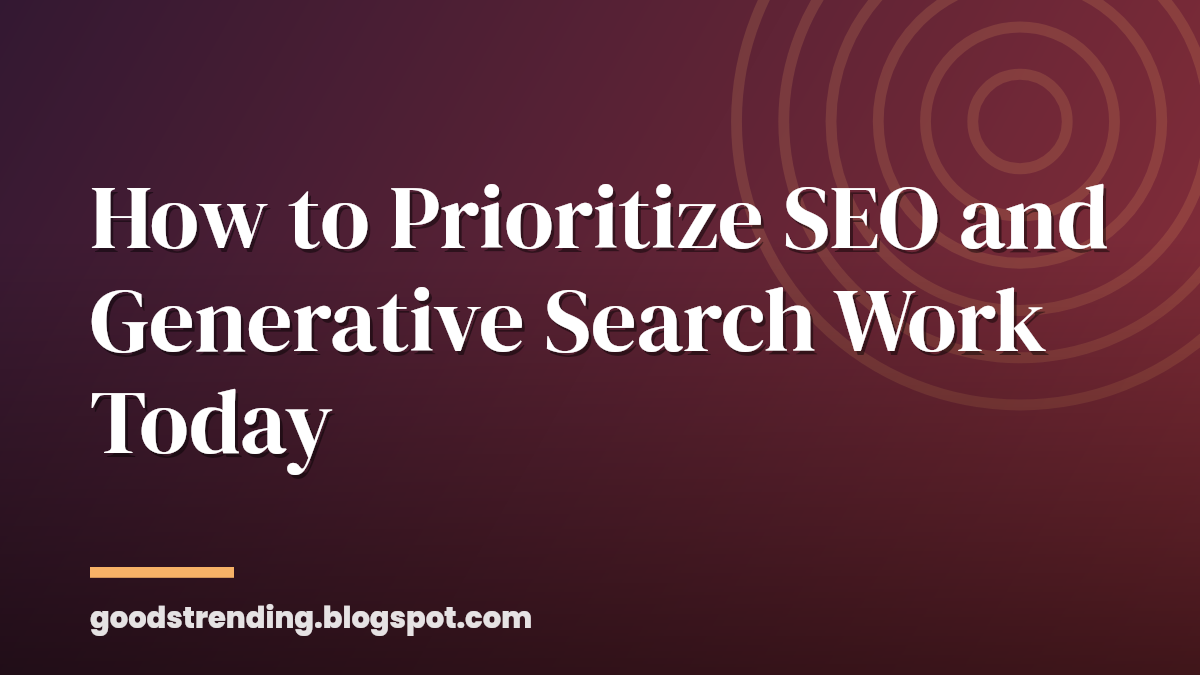 How to Prioritize SEO and
Generative Search Work
Today
goodstrending.blogspot.com